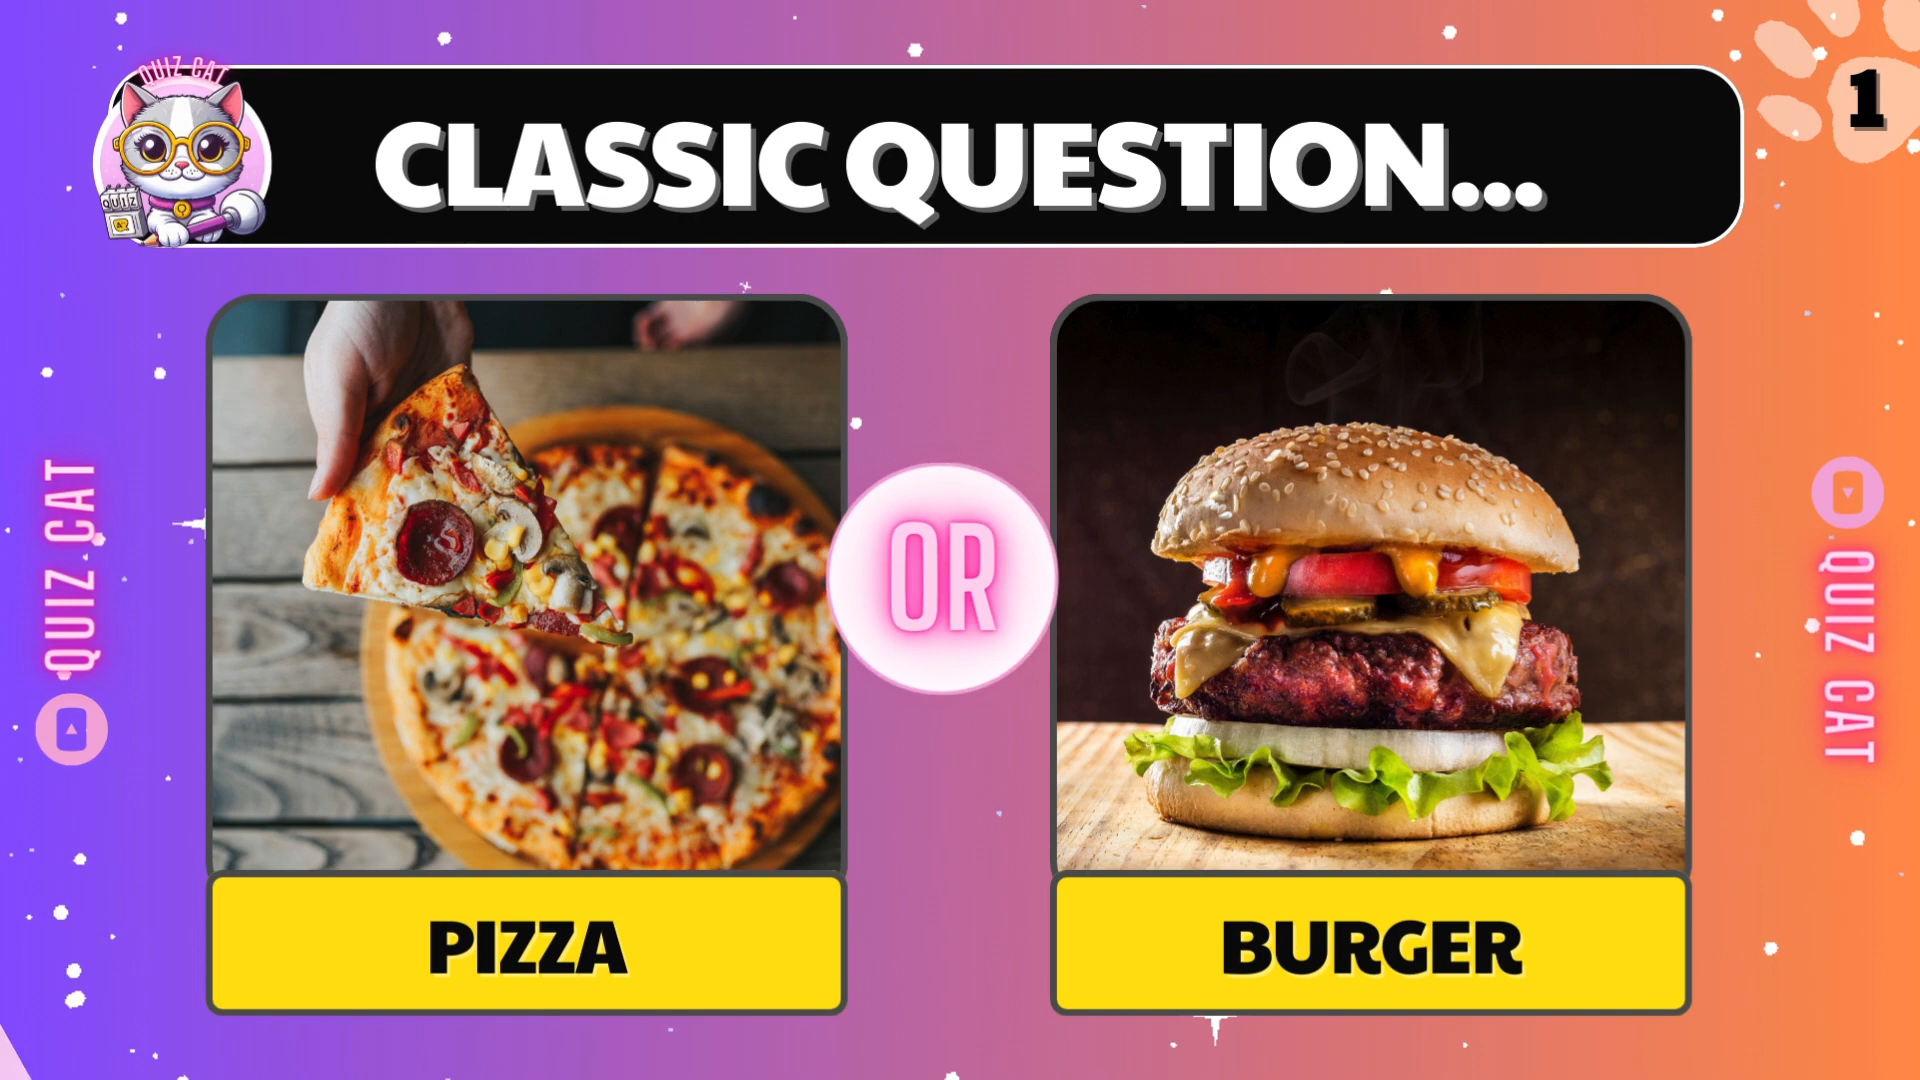 QUIZ CAT
CLASSIC QUESTION...
1
QUIZ
QUIZ CAT
OR
QUIZ CAT
PIZZA
BURGER